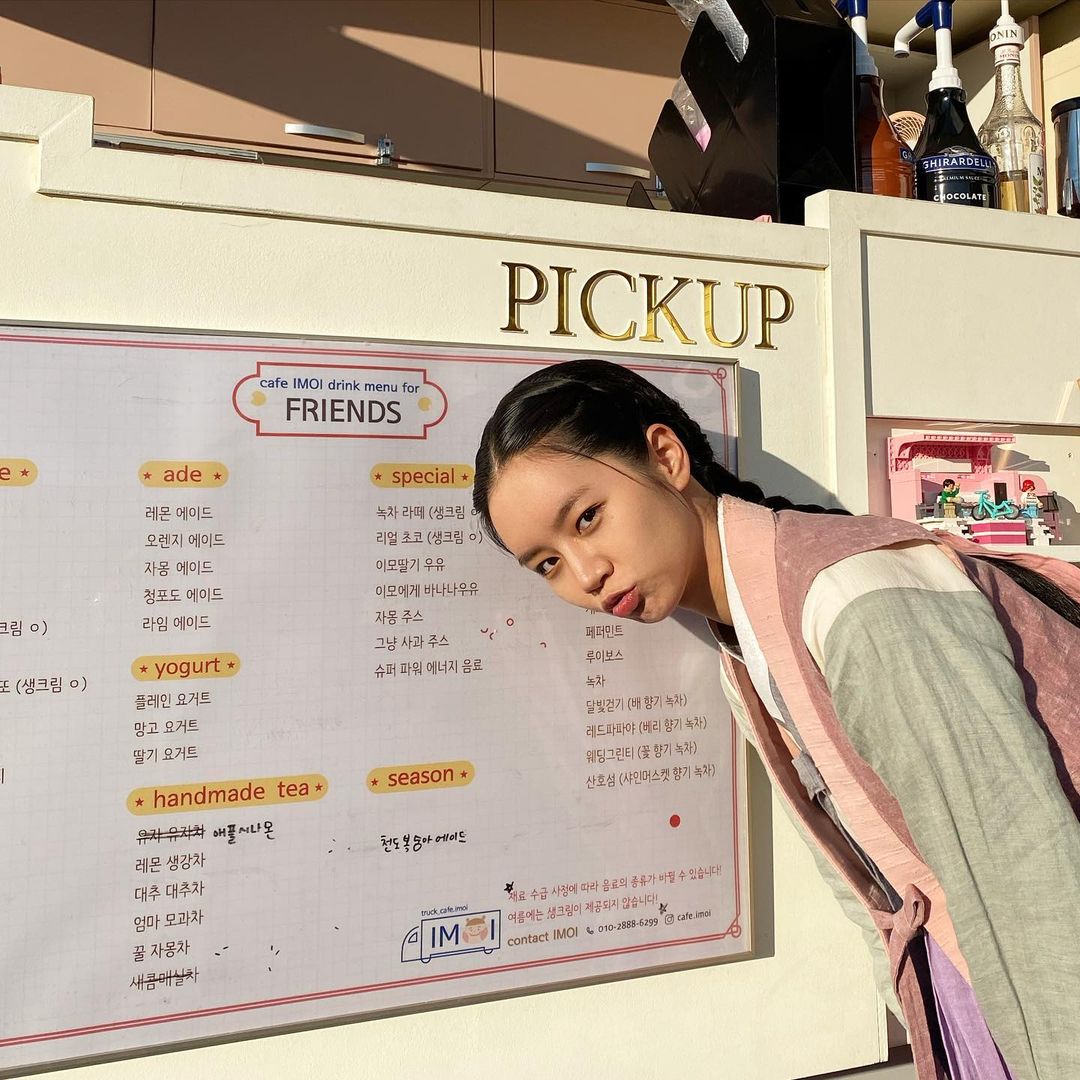 MONIN
GHIRARDELLI
PREMIUM SAUCE
CHOCOLATE
PICKUP
cafe IMOI drink menu for
FRIENDS
e ★
크림 ㅇ)
또 (생크림 ㅇ)
★ ade ★
레몬 에이드
오렌지 에이드
자몽 에이드
청포도 에이드
라임 에이드
★ yogurt ★
플레인 요거트
망고 요거트
딸기 요거트
★ handmade tea ★
유자 유자차 애플시나몬
레몬 생강차
대추 대추차
엄마 모과차
꿀 자몽차
새콤매실차
★ special ★
녹차 라떼 (생크림 ㅇ
리얼 초코 (생크림 ㅇ)
이모딸기 우유
이모에게 바나나우유
자몽 주스
그냥 사과 주스
슈퍼 파워 에너지 음료
★ season ★
천도복숭아 에이드
페퍼민트
루이보스
녹차
달빛걷기 (배 향기 녹차)
레드파파야 (베리 향기 녹차)
웨딩그린티 (꽃 향기 녹차)
산호섬 (샤인머스켓 향기 녹차)
재료 수급 사정에 따라 음료의 종류가 바뀔 수 있습니다!
여름에는 생크림이 제공되지 않습니다!
truck_cafe.imoi
IMOI
contact IMOI 010-2888-6299 cafe.imoi